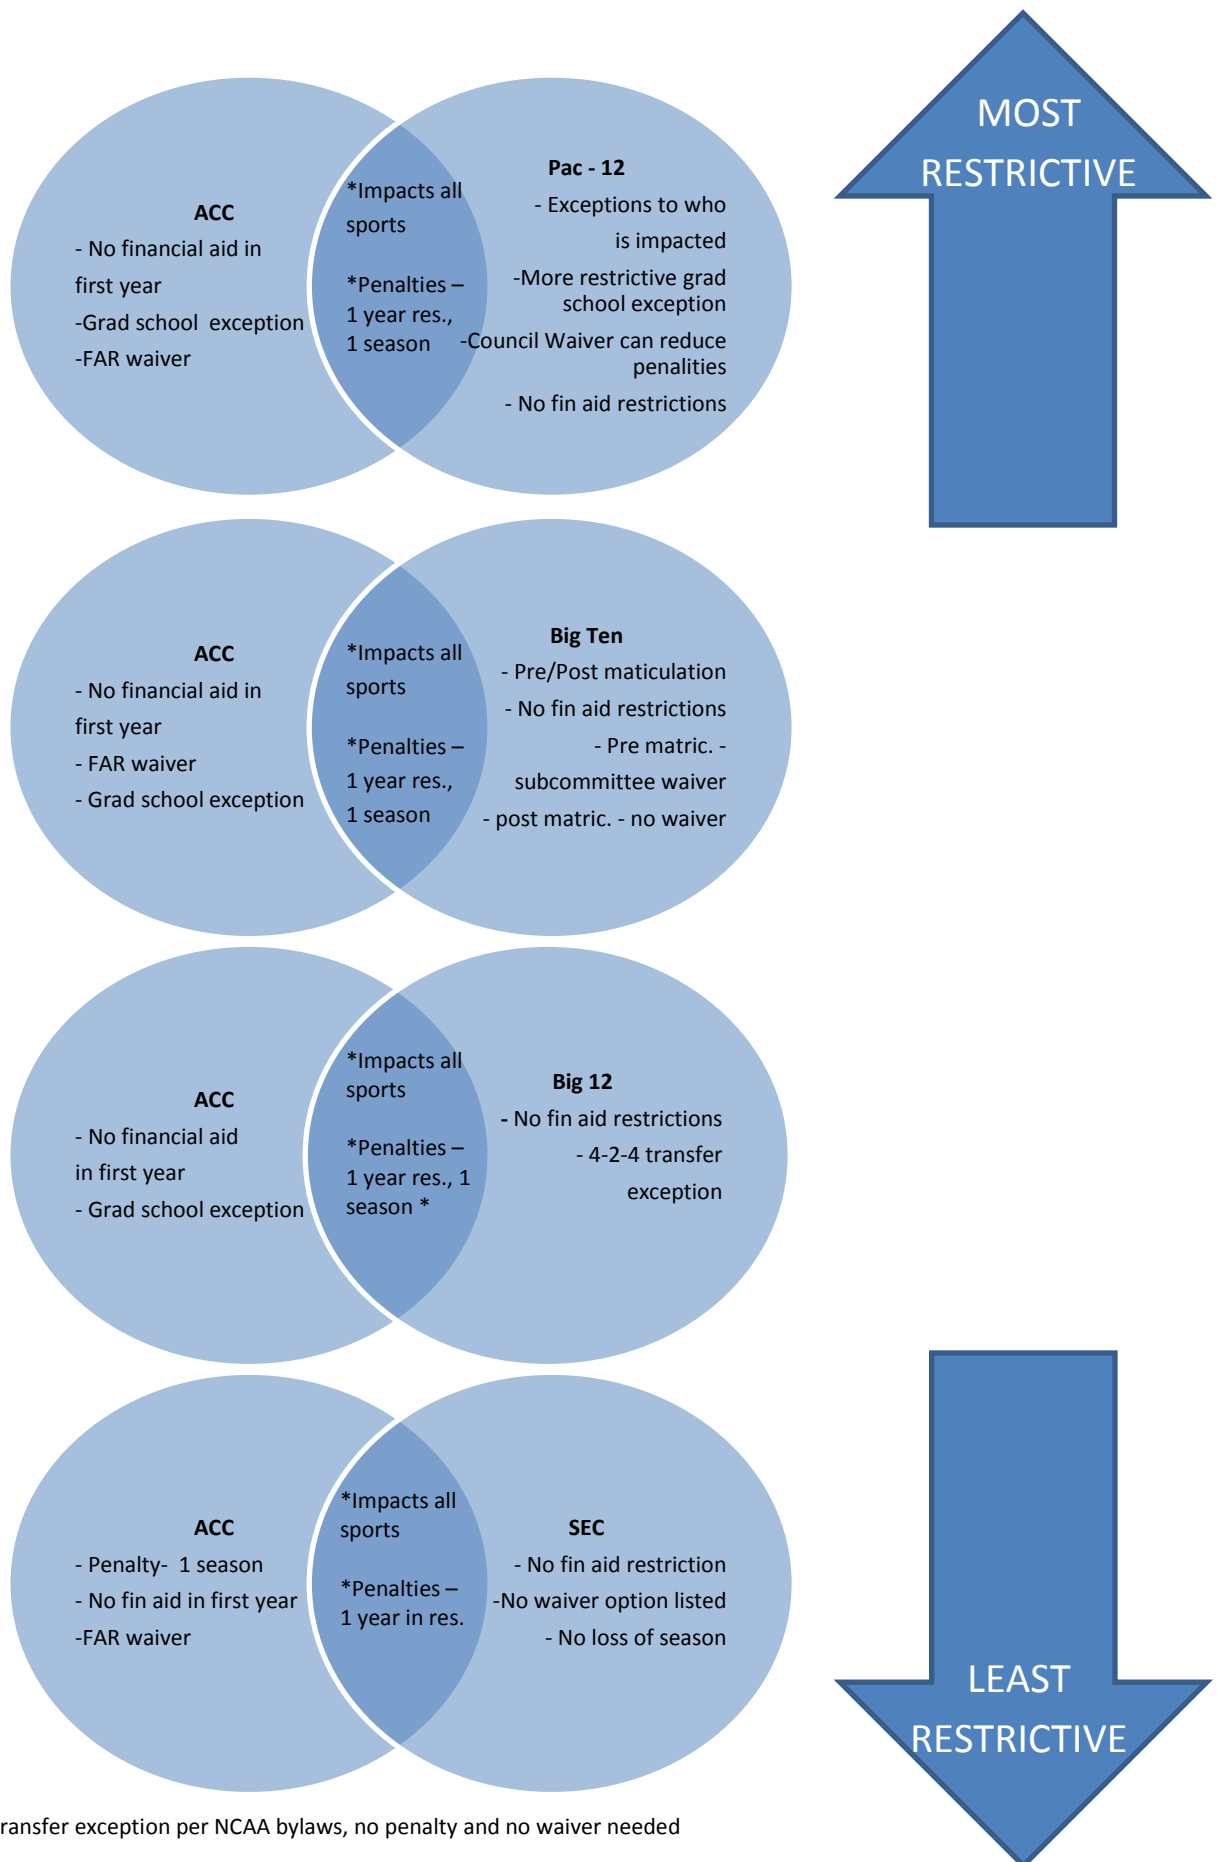 MOST
RESTRICTIVE
ACC
- No financial aid in
first year
-Grad school  exception
-FAR waiver
*Impacts all
sports
*Penalties –
1 year res.,
1 season
Pac - 12
- Exceptions to who
is impacted
-More restrictive grad
school exception
-Council Waiver can reduce
penalities
- No fin aid restrictions
ACC
- No financial aid in
first year
- FAR waiver
- Grad school exception
*Impacts all
sports
*Penalties –
1 year res.,
1 season
Big Ten
- Pre/Post maticulation
- No fin aid restrictions
- Pre matric. -
subcommittee waiver
- post matric. - no waiver
ACC
- No financial aid
in first year
- Grad school exception
*Impacts all
sports
*Penalties –
1 year res., 1
season *
Big 12
- No fin aid restrictions
- 4-2-4 transfer
exception
ACC
- Penalty-  1 season
- No fin aid in first year
-FAR waiver
*Impacts all
sports
*Penalties –
1 year in res.
SEC
- No fin aid restriction
-No waiver option listed
- No loss of season
LEAST
RESTRICTIVE
ransfer exception per NCAA bylaws, no penalty and no waiver needed